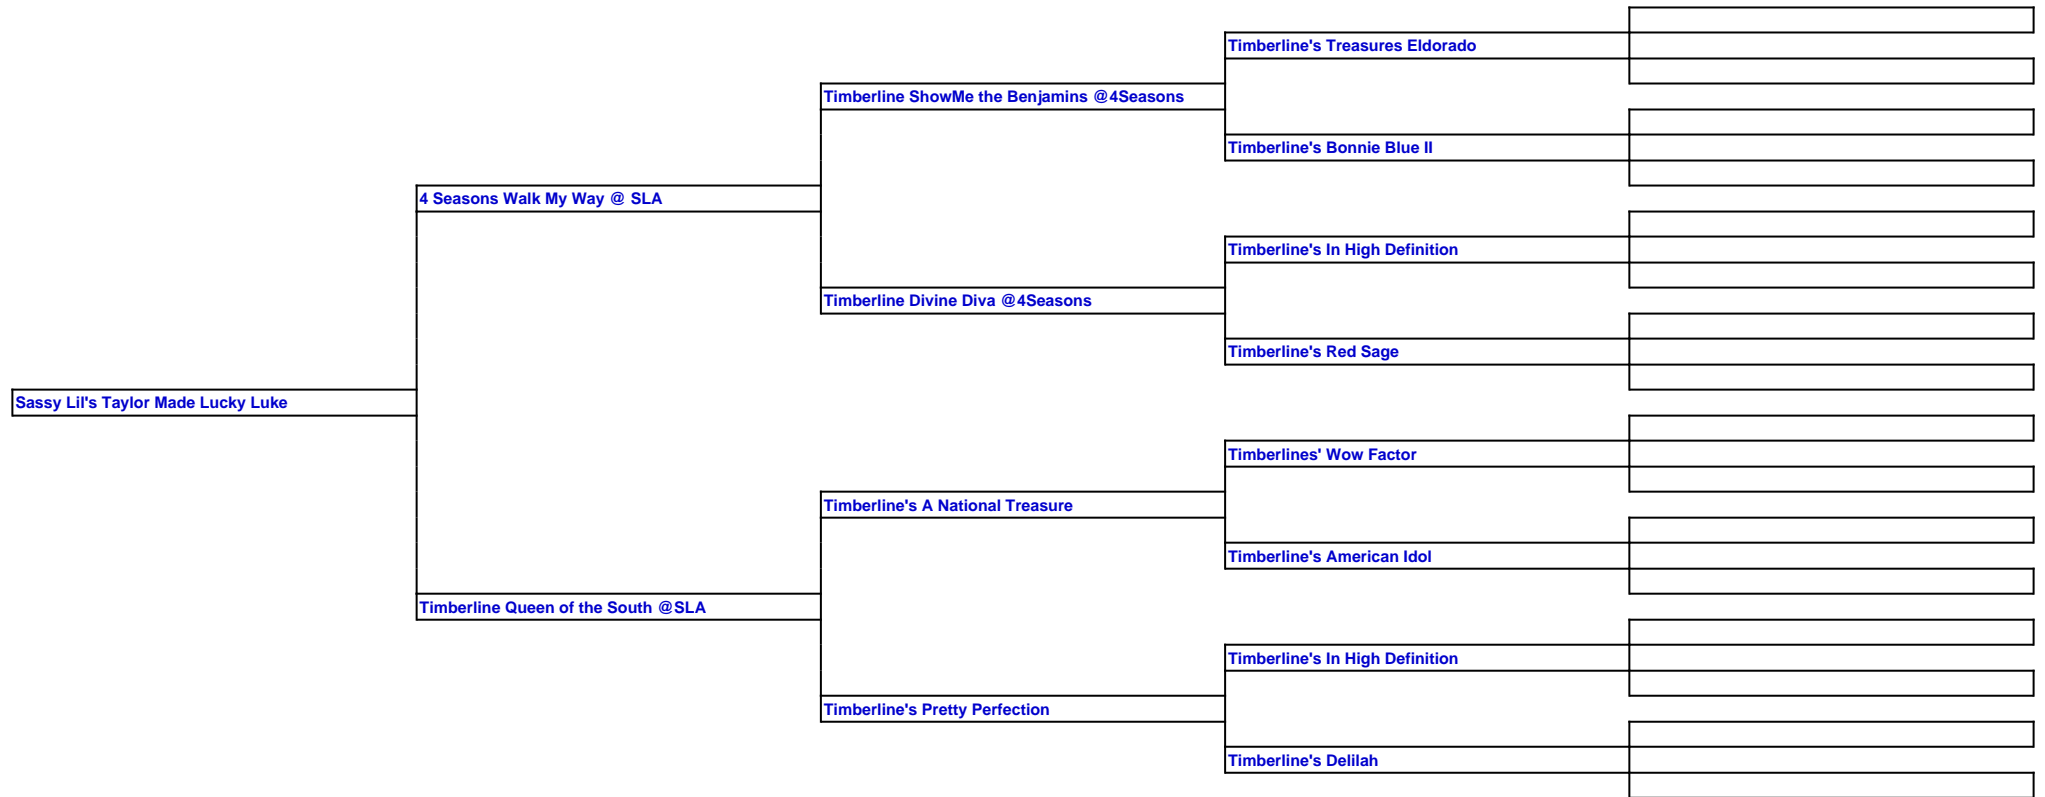 Timberline's Treasures Eldorado
Timberline ShowMe the Benjamins @4Seasons
Timberline's Bonnie Blue II
4 Seasons Walk My Way @ SLA
Timberline's In High Definition
Timberline Divine Diva @4Seasons
Timberline's Red Sage
Sassy Lil's Taylor Made Lucky Luke
Timberlines' Wow Factor
Timberline's A National Treasure
Timberline's American Idol
Timberline Queen of the South @SLA
Timberline's In High Definition
Timberline's Pretty Perfection
Timberline's Delilah